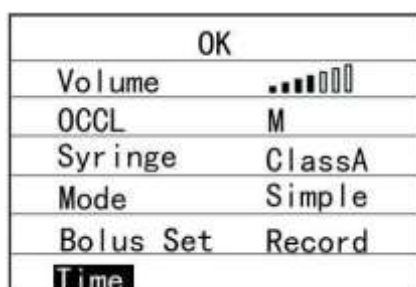 OK
Volume
OCCL M
Syringe ClassA
Mode Simple
Bolus Set Record
Time